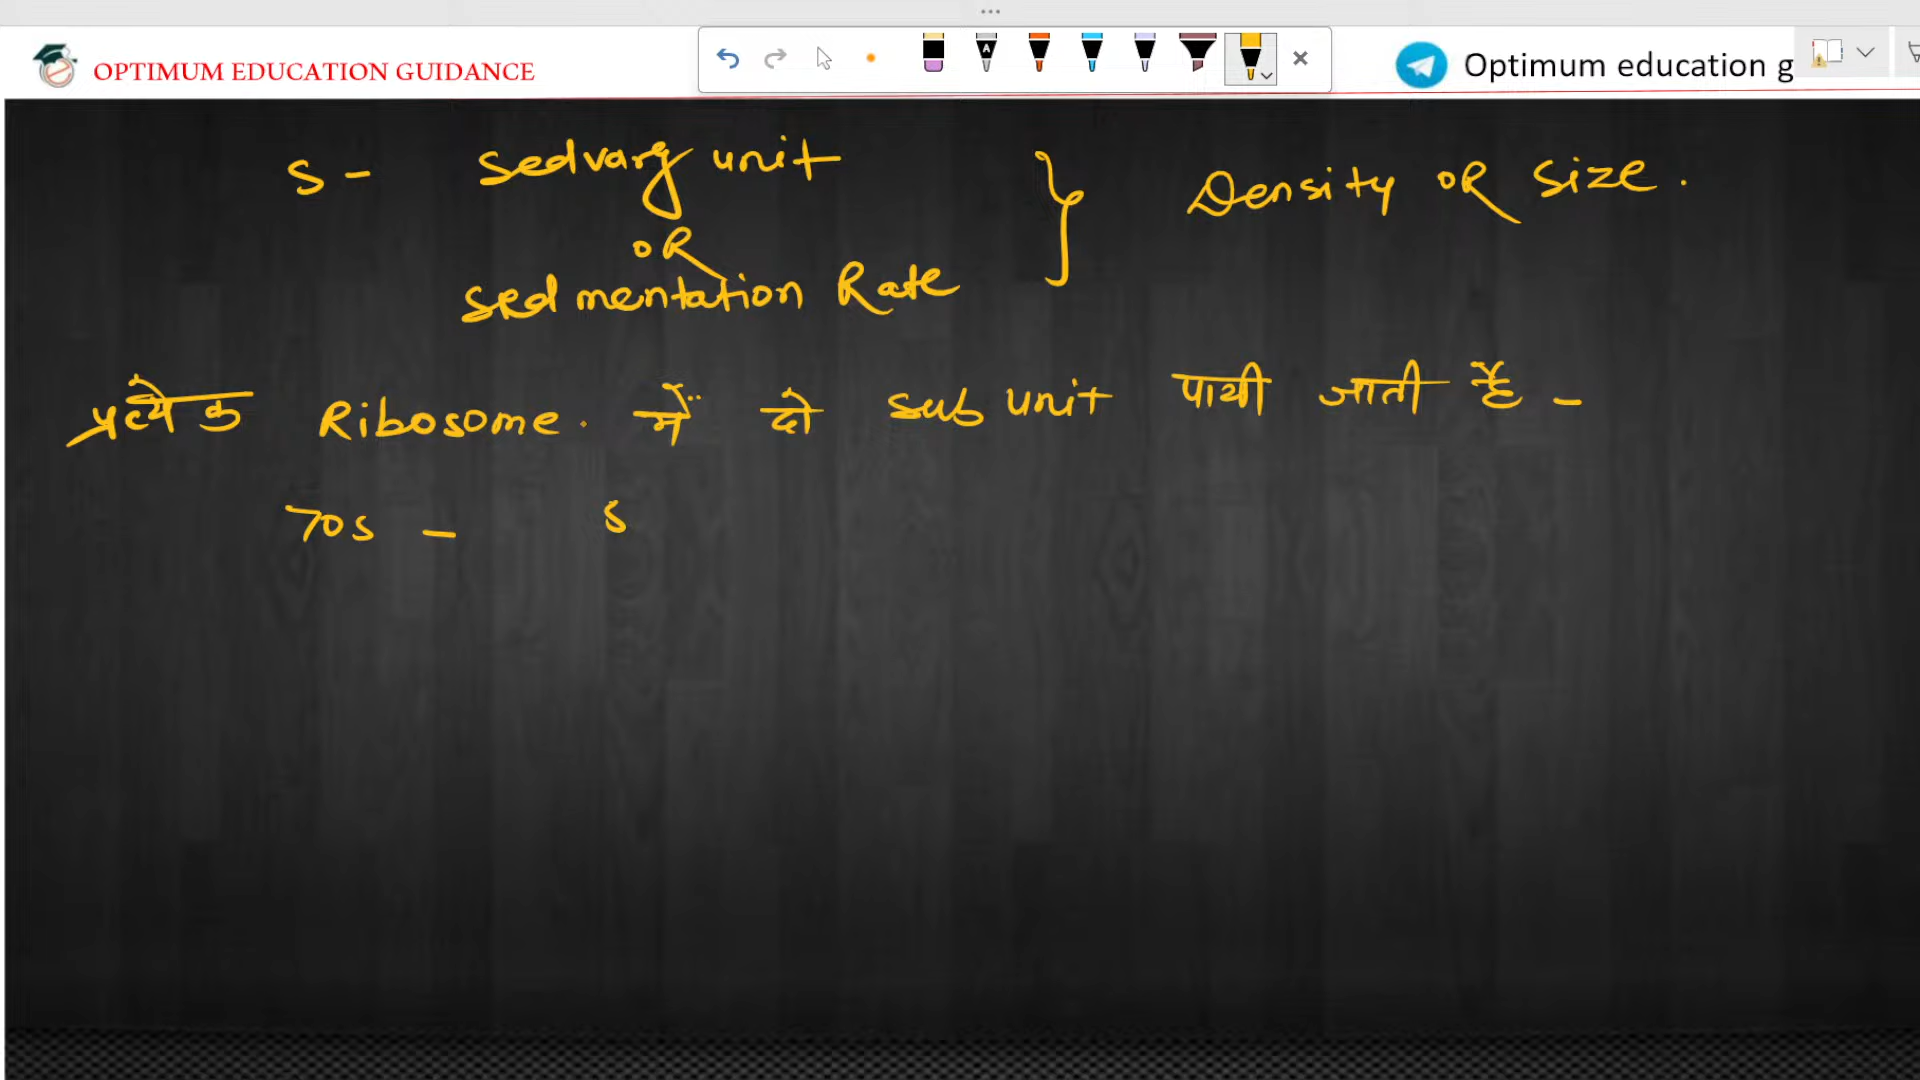 OPTIMUM EDUCATION GUIDANCE
Optimum education g
S - Sedvarg unit
OR
sedmentation Rate
Density OR Size.
प्रत्येक Ribosome. में दो Sub unit पायी जाती है -
70S - S